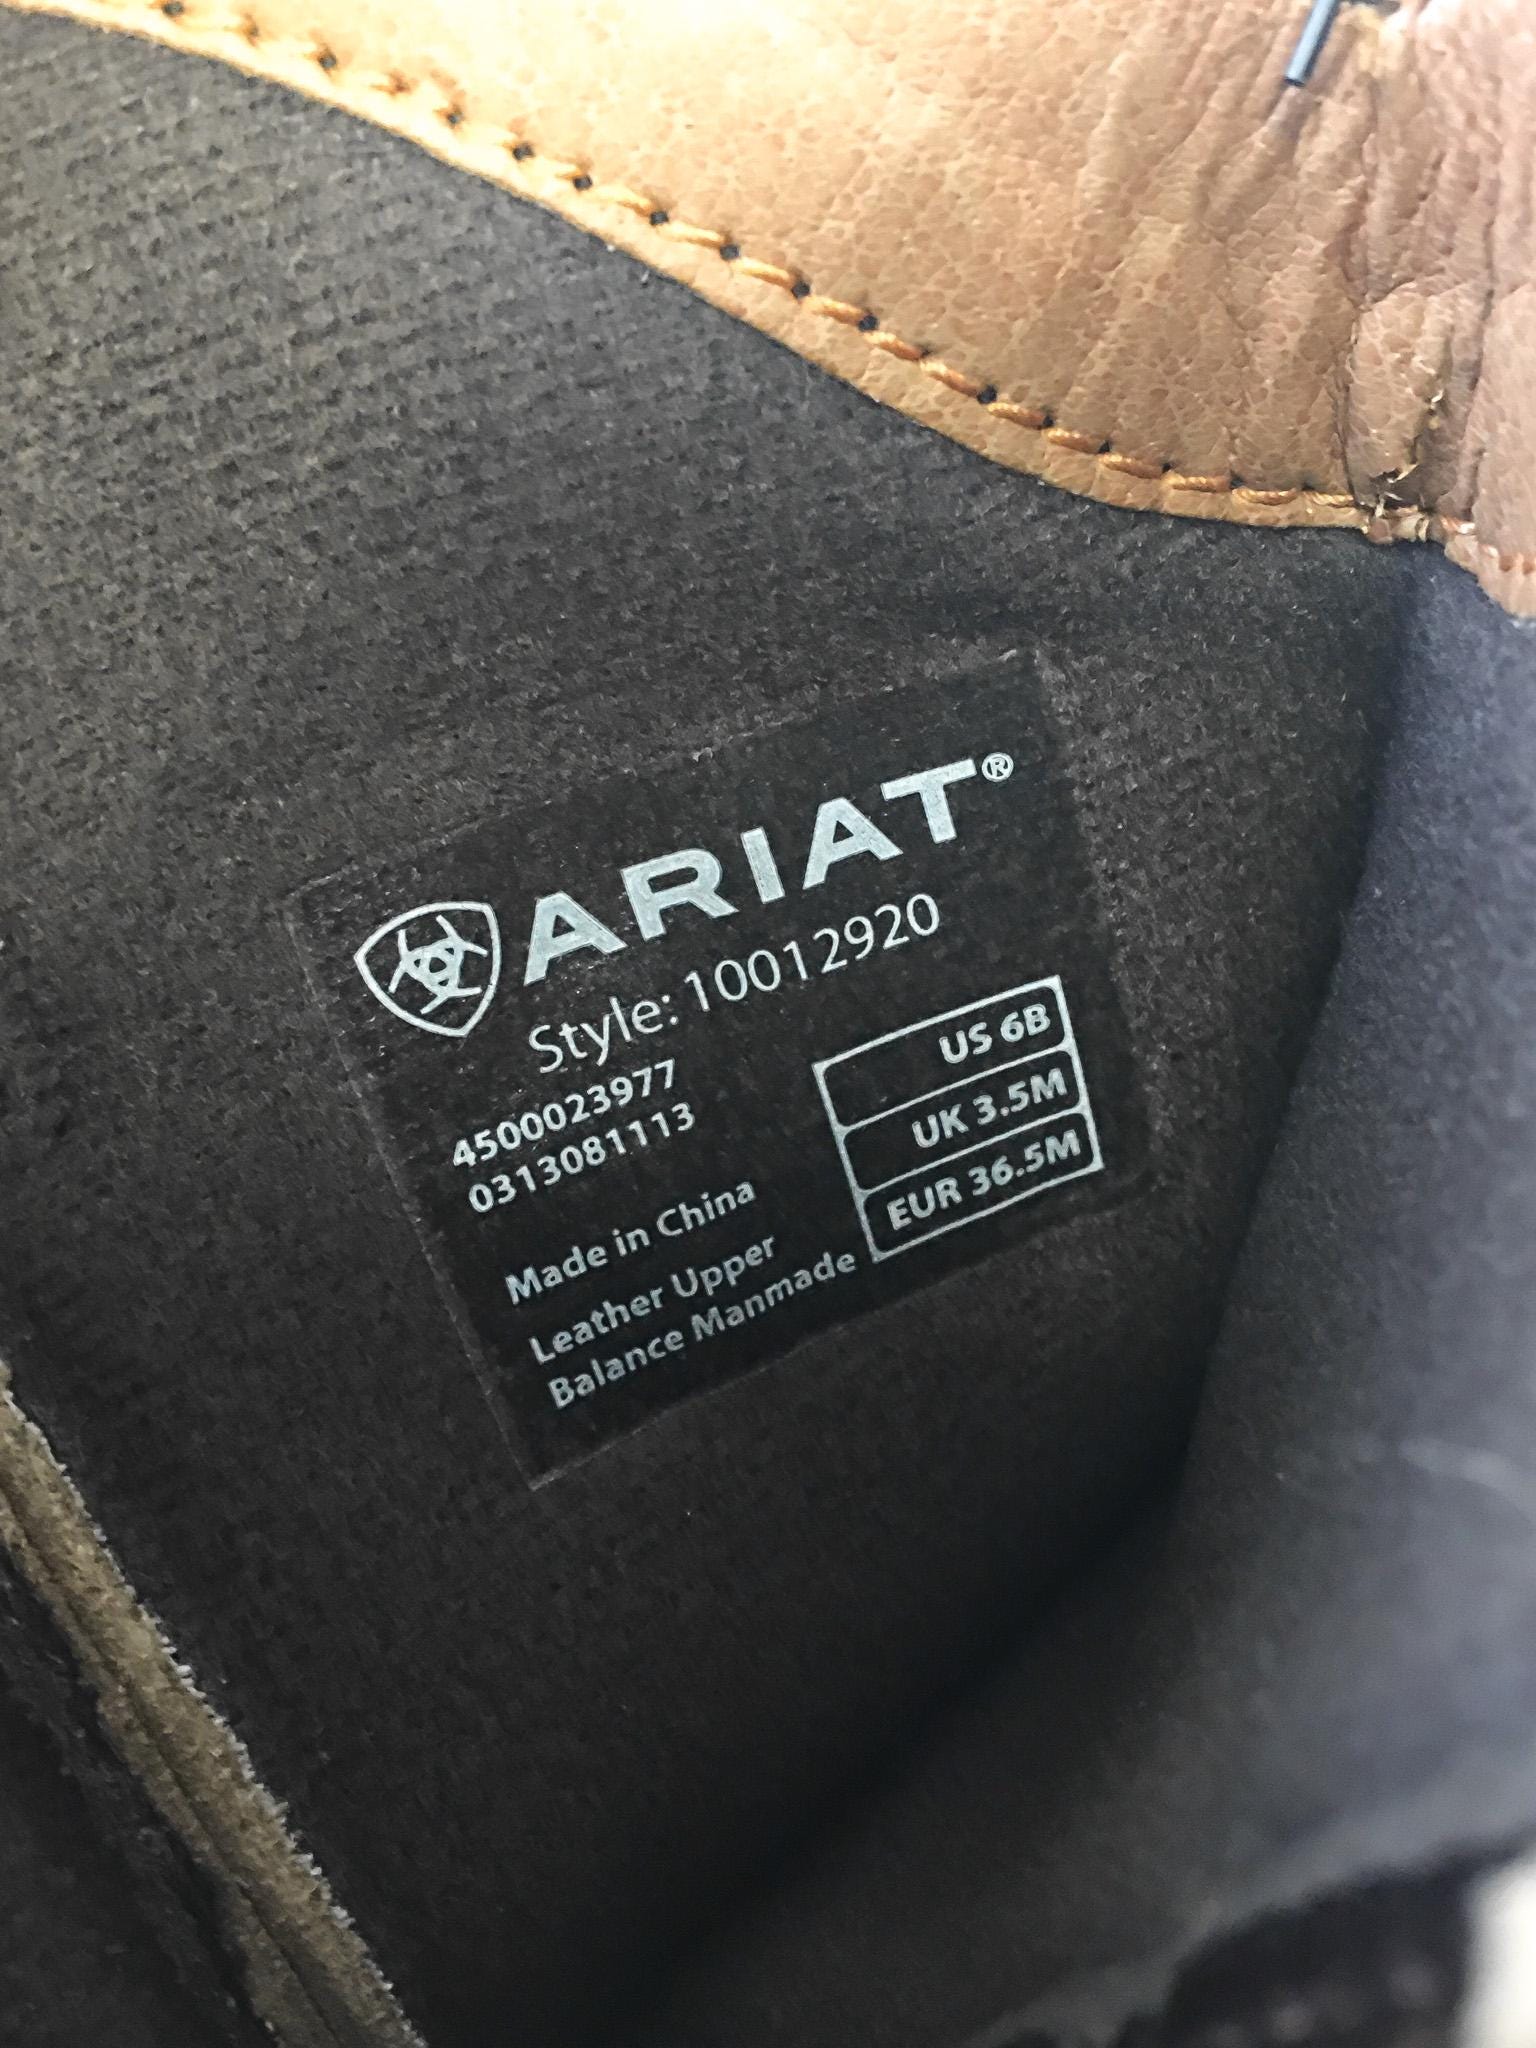 ARIAT®
Style: 10012920
4500023977
0313081113
US 6B
UK 3.5M
EUR 36.5M
Made in China
Leather Upper
Balance Manmade